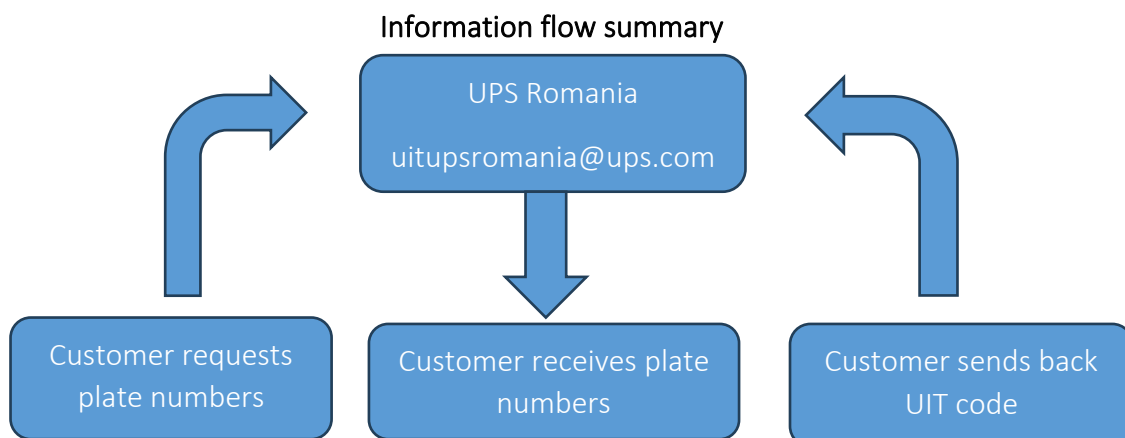 Information flow summary
UPS Romania
uitupsromania@ups.com
Customer requests
plate numbers
Customer receives plate
numbers
Customer sends back
UIT code